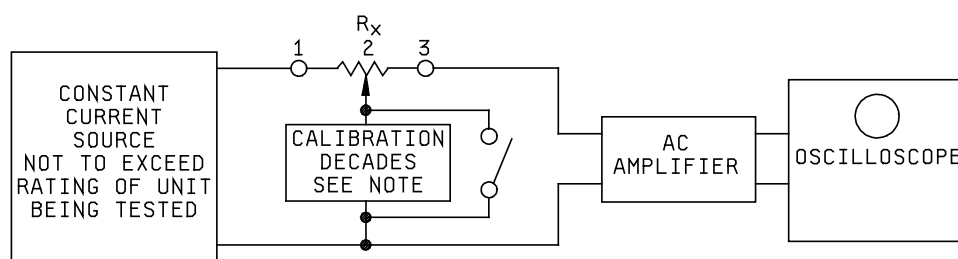 Rx
1 2 3
CONSTANT
CURRENT
SOURCE
NOT TO EXCEED
RATING OF UNIT
BEING TESTED
CALIBRATION
DECADES
SEE NOTE
AC
AMPLIFIER
OSCILLOSCOPE